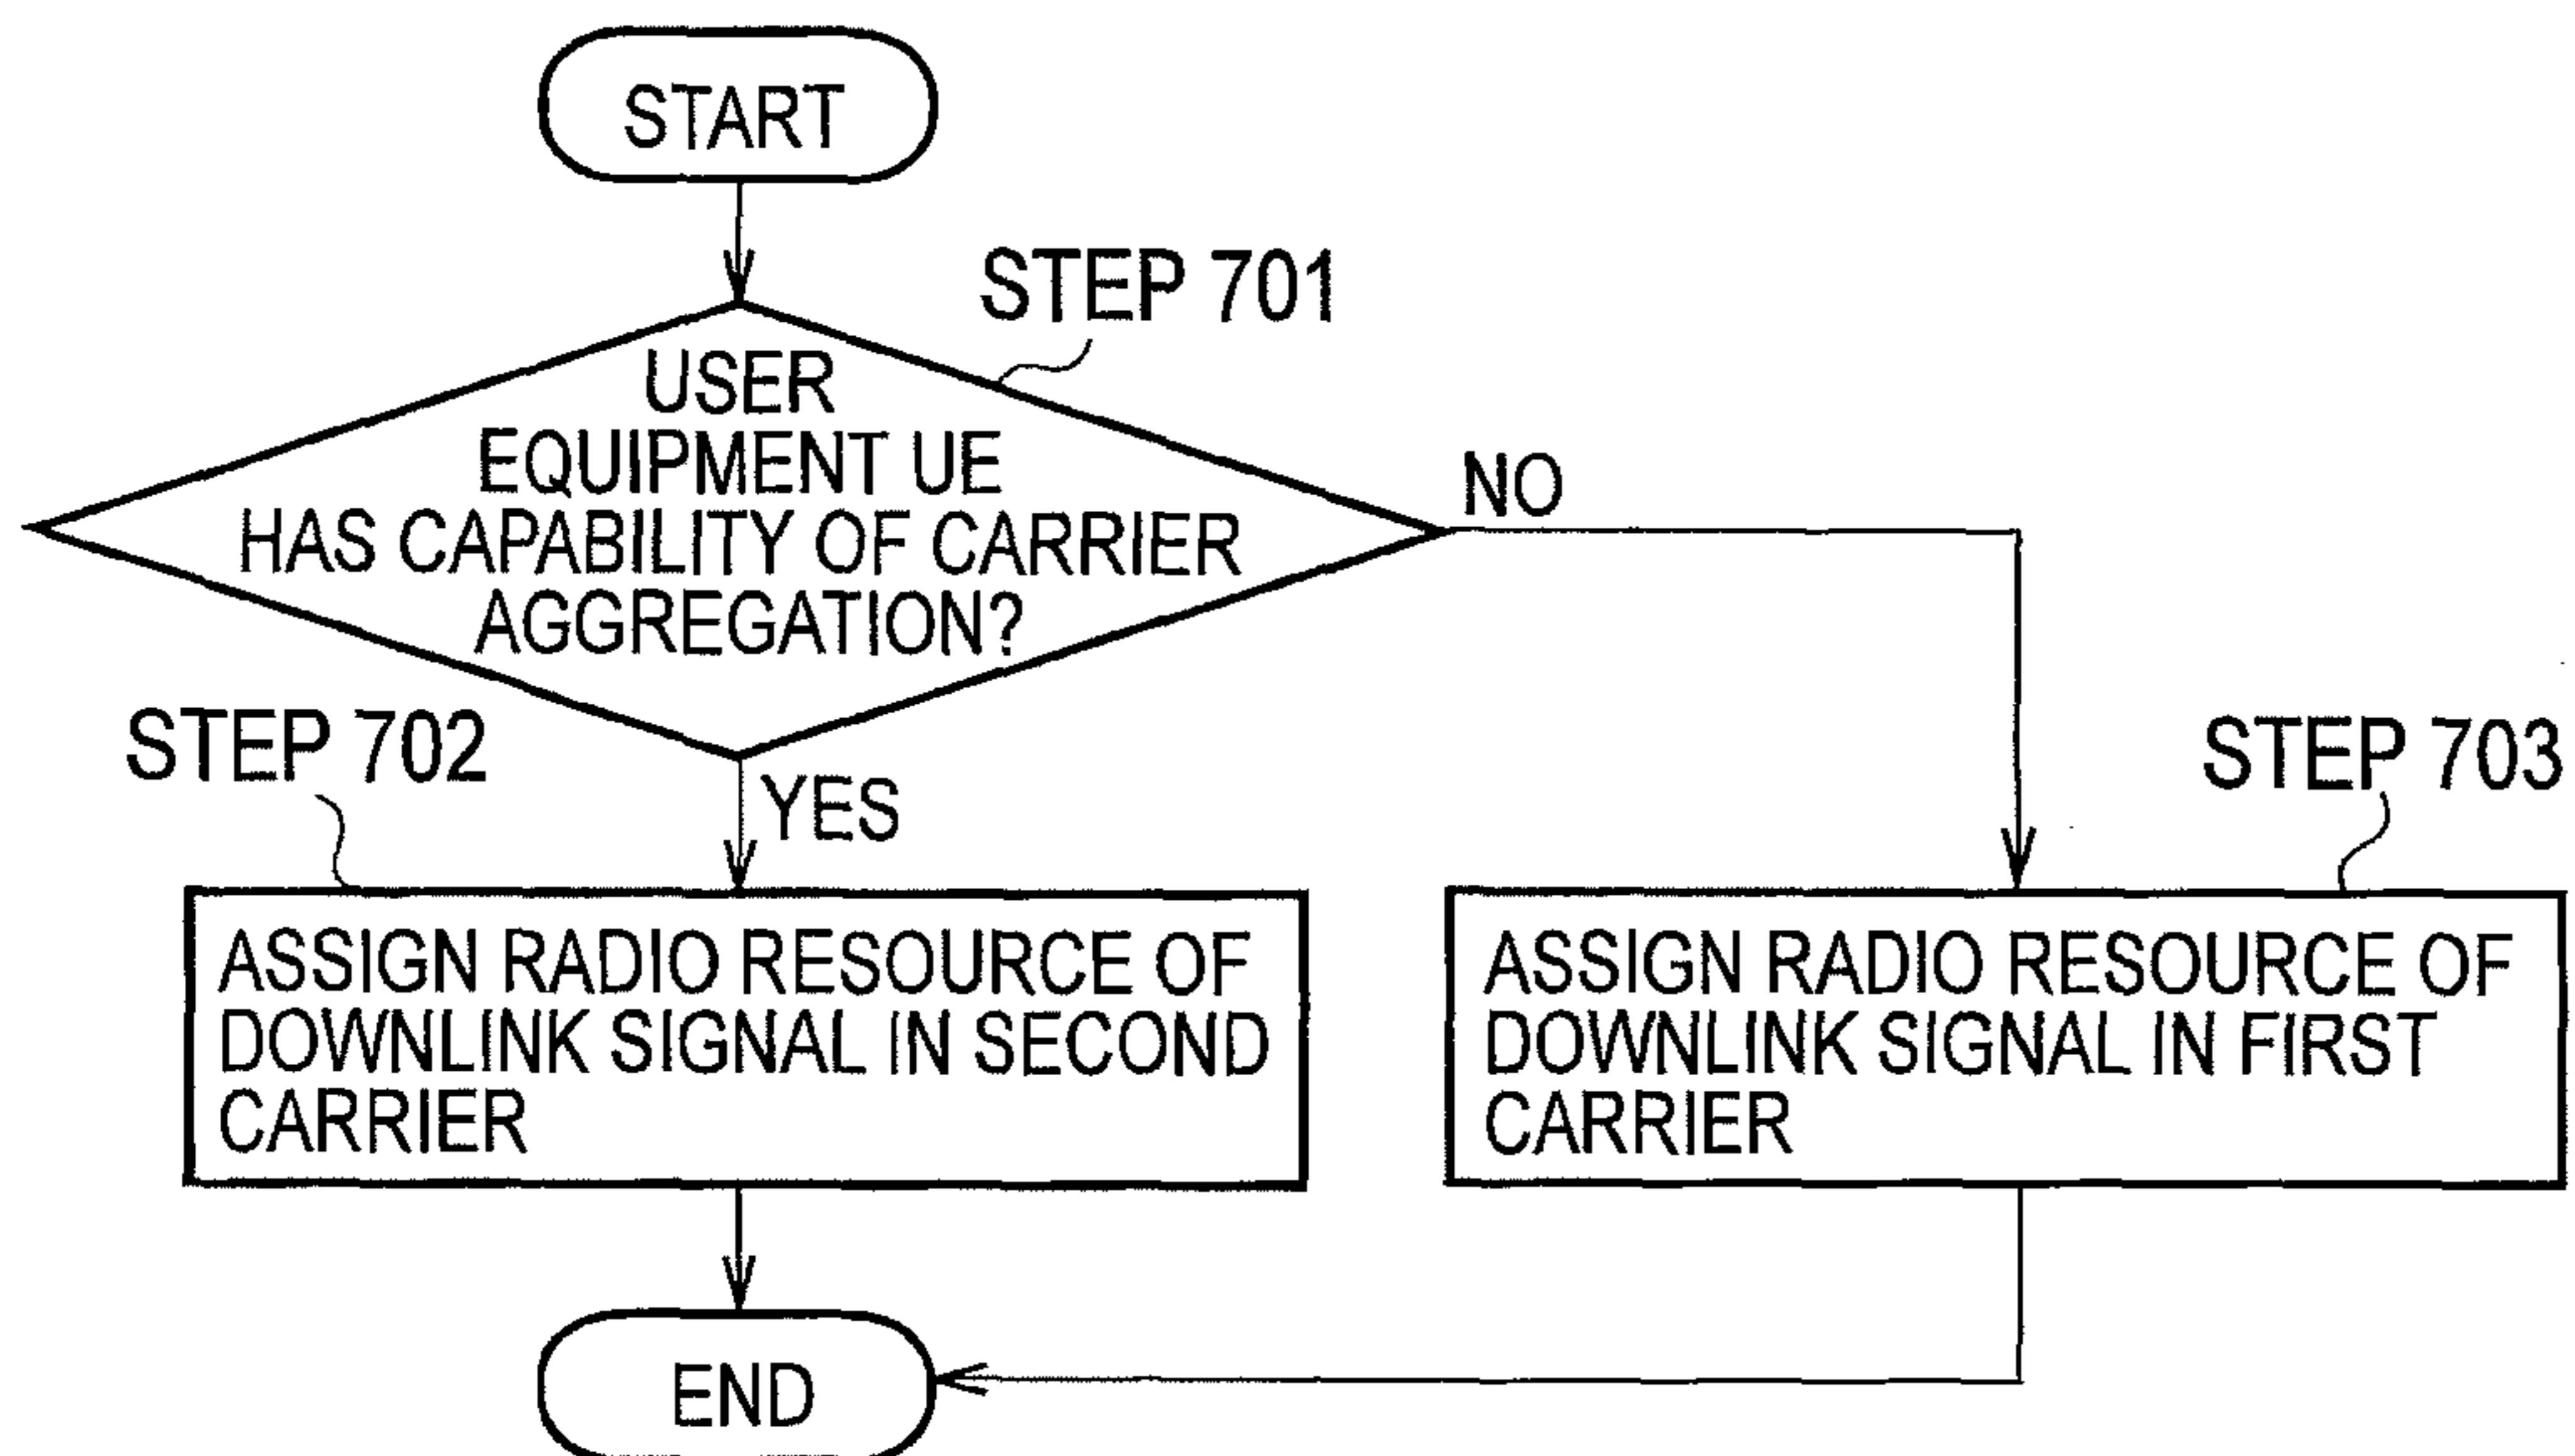 START
STEP 701
USER
EQUIPMENT UE
HAS CAPABILITY OF CARRIER
AGGREGATION?
NO
YES
STEP 702
ASSIGN RADIO RESOURCE OF
DOWNLINK SIGNAL IN SECOND
CARRIER
STEP 703
ASSIGN RADIO RESOURCE OF
DOWNLINK SIGNAL IN FIRST
CARRIER
END